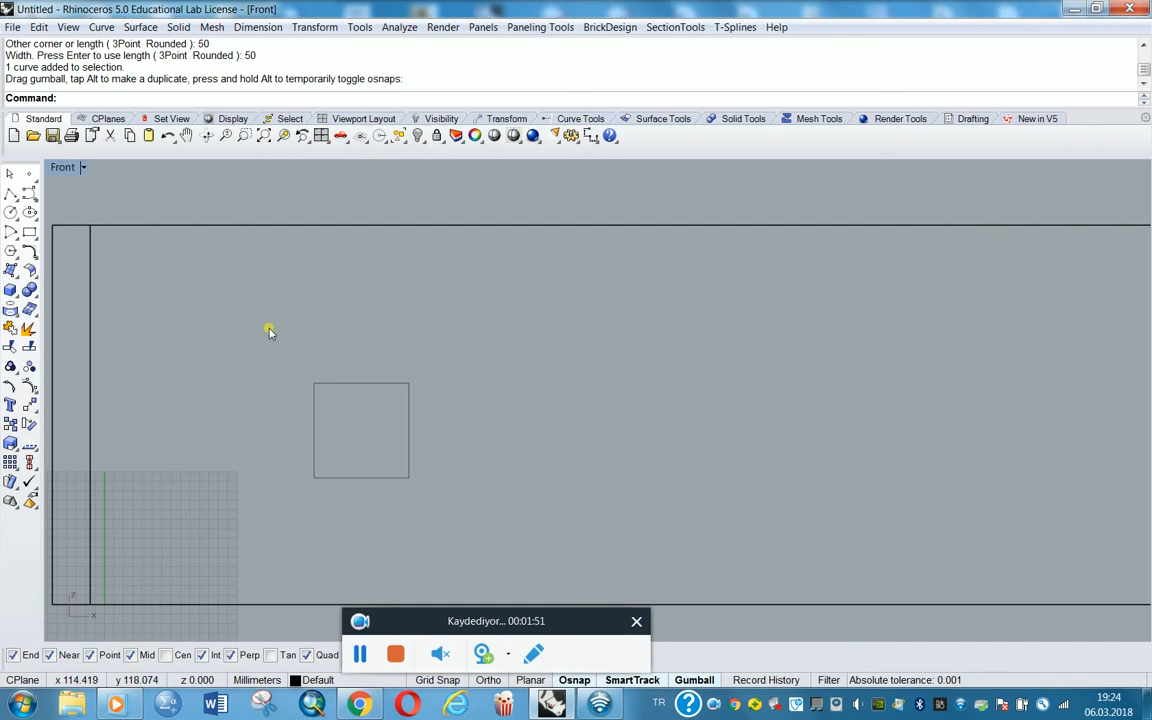 Untitled - Rhinoceros 5.0 Educational Lab License - [Front]
File Edit View Curve Surface Solid Mesh Dimension Transform Tools Analyze Render Panels Paneling Tools BrickDesign SectionTools T-Splines Help
Other corner or length ( 3Point Rounded ): 50
Width. Press Enter to use length ( 3Point Rounded ): 50
1 curve added to selection.
Drag gumball, tap Alt to make a duplicate, press and hold Alt to temporarily toggle osnaps:
Command:
Standard CPlanes Set View Display Select Viewport Layout Visibility Transform Curve Tools Surface Tools Solid Tools Mesh Tools Render Tools Drafting New in V5
Front
z
x
Kaydediyor... 00:01:51
End Near Point Mid Cen Int Perp Tan Quad
CPlane x 114.419 y 118.074 z 0.000 Millimeters Default Grid Snap Ortho Planar Osnap SmartTrack Gumball Record History Filter Absolute tolerance: 0.001
TR
19:24
06.03.2018